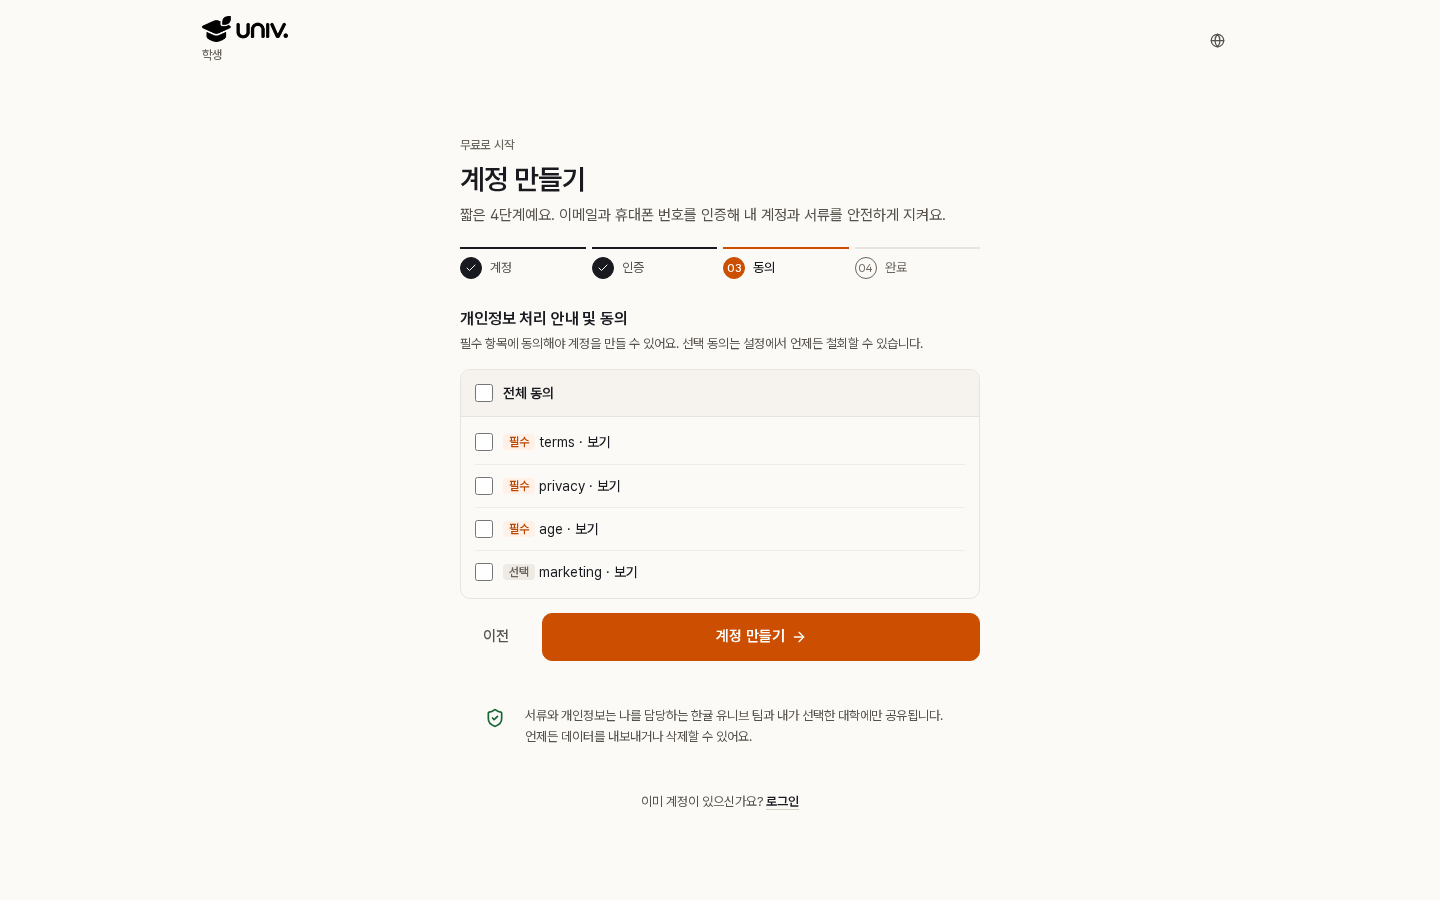 univ.
학생
무료로 시작
계정 만들기
짧은 4단계예요. 이메일과 휴대폰 번호를 인증해 내 계정과 서류를 안전하게 지켜요.
계정
인증
03 동의
04 완료
개인정보 처리 안내 및 동의
필수 항목에 동의해야 계정을 만들 수 있어요. 선택 동의는 설정에서 언제든 철회할 수 있습니다.
전체 동의
필수 terms · 보기
필수 privacy · 보기
필수 age · 보기
선택 marketing · 보기
이전
계정 만들기 →
서류와 개인정보는 나를 담당하는 한귤 유니브 팀과 내가 선택한 대학에만 공유됩니다.
언제든 데이터를 내보내거나 삭제할 수 있어요.
이미 계정이 있으신가요? 로그인